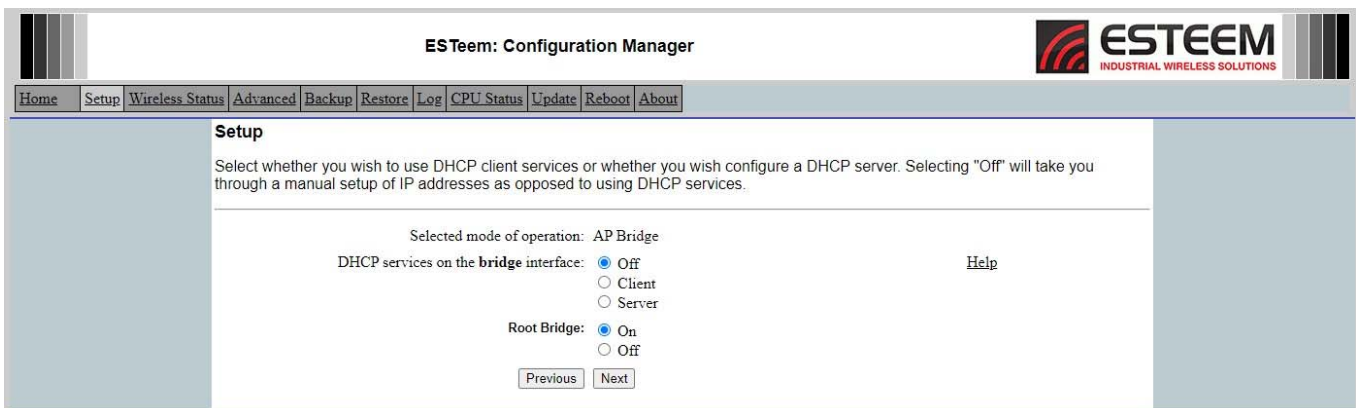 ESTeem: Configuration Manager
ESTEEM
INDUSTRIAL WIRELESS SOLUTIONS
Home Setup Wireless Status Advanced Backup Restore Log CPU Status Update Reboot About
Setup
Select whether you wish to use DHCP client services or whether you wish configure a DHCP server. Selecting "Off" will take you
through a manual setup of IP addresses as opposed to using DHCP services.
Selected mode of operation: AP Bridge
DHCP services on the bridge interface: Off Help
Client
Server
Root Bridge: On
Off
Previous Next